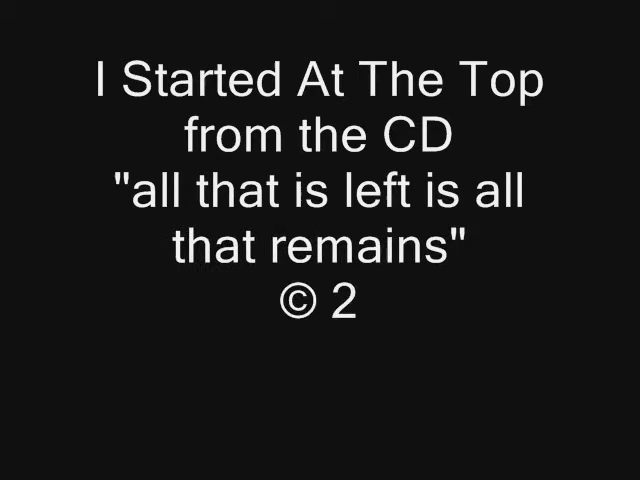 I Started At The Top
from the CD
"all that is left is all
that remains"
© 2